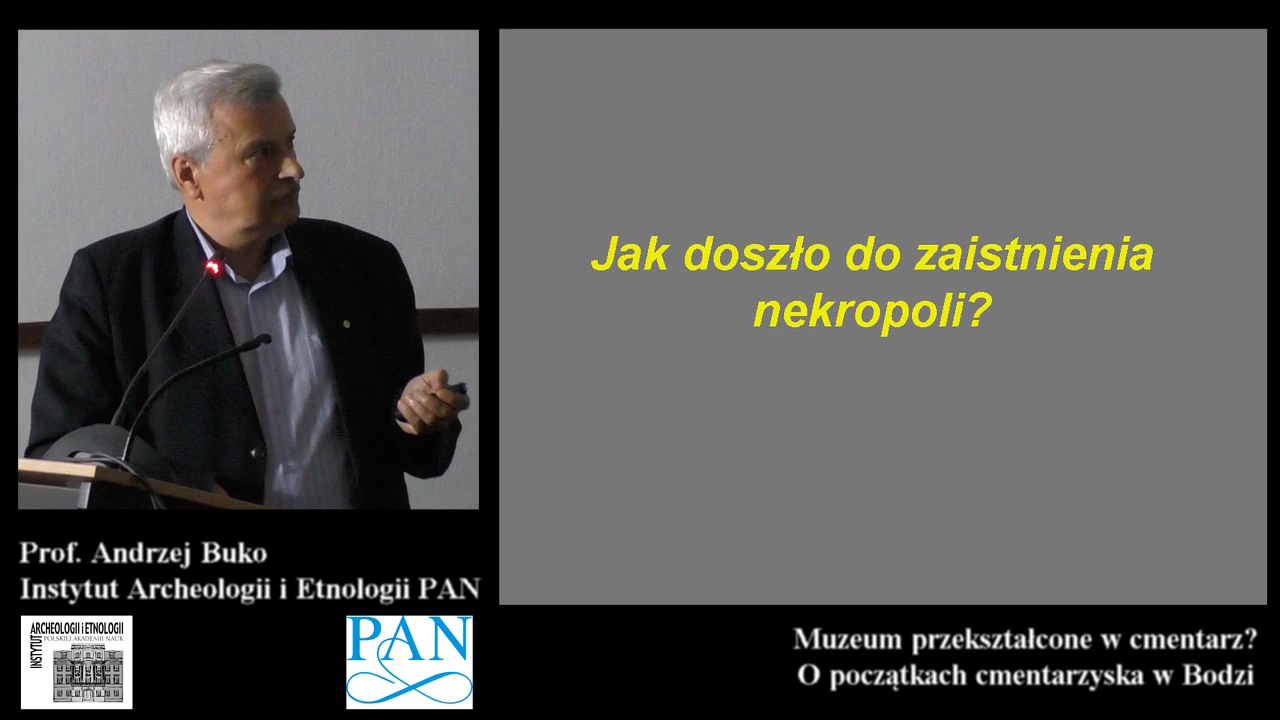 Jak doszło do zaistnienia
nekropoli?
Prof. Andrzej Buko
Instytut Archeologii i Etnologii PAN
INSTYTUT
ARCHEOLOGII i ETNOLOGII
POLSKIEJ AKADEMII NAUK
PAN
Muzeum przekształcone w cmentarz?
O początkach cmentarzyska w Bodzi